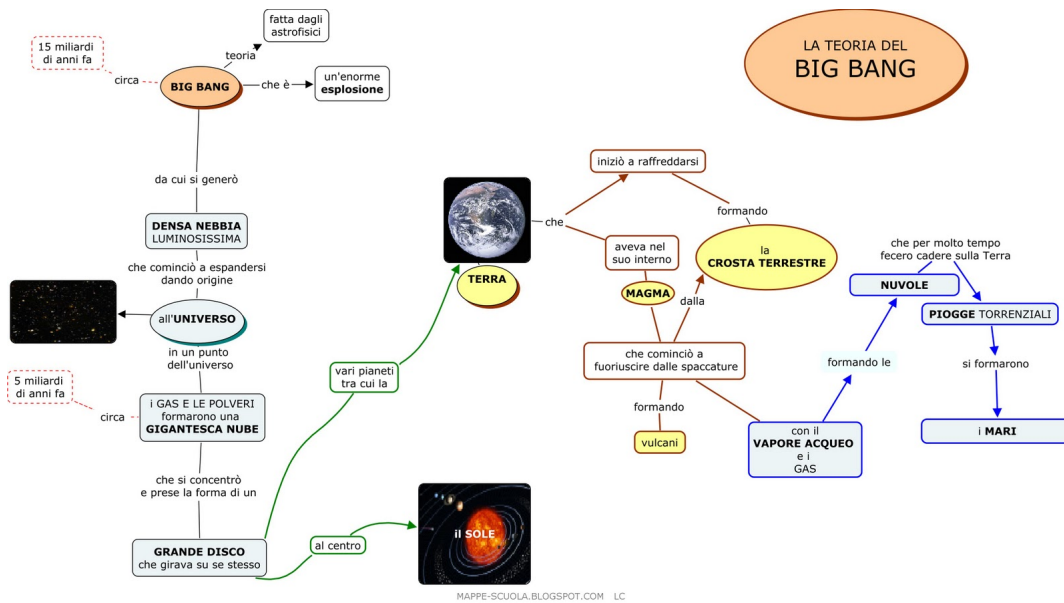 LA TEORIA DEL
BIG BANG
15 miliardi
di anni fa
circa
BIG BANG
teoria
fatta dagli
astrofisici
che è
un'enorme
esplosione
da cui si generò
DENSA NEBBIA
LUMINOSISSIMA
che cominciò a espandersi
dando origine
all'UNIVERSO
in un punto
dell'universo
5 miliardi
di anni fa
circa
i GAS E LE POLVERI
formarono una
GIGANTESCA NUBE
che si concentrò
e prese la forma di un
GRANDE DISCO
che girava su se stesso
al centro
il SOLE
vari pianeti
tra cui la
TERRA
che
iniziò a raffreddarsi
formando
la
CROSTA TERRESTRE
aveva nel
suo interno
MAGMA
dalla
che cominciò a
fuoriuscire dalle spaccature
formando
vulcani
con il
VAPORE ACQUEO
e i
GAS
formando le
NUVOLE
che per molto tempo
fecero cadere sulla Terra
PIOGGE TORRENZIALI
si formarono
i MARI
MAPPE-SCUOLA.BLOGSPOT.COM LC